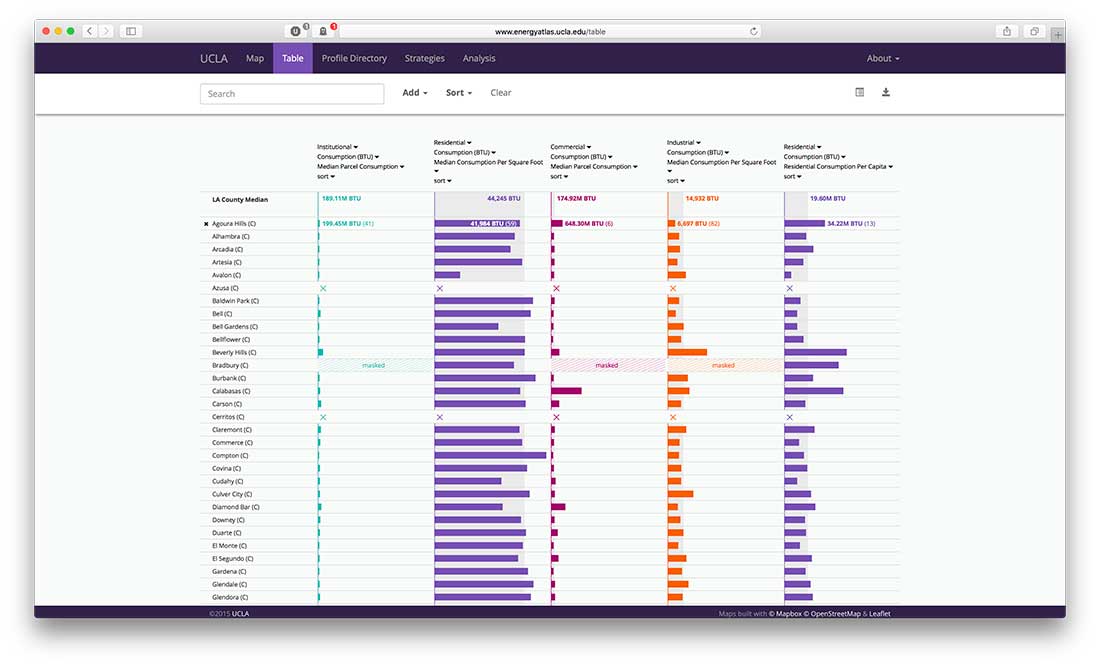 www.energyatlas.ucla.edu/table
U 1 1
UCLA Map Table Profile Directory Strategies Analysis About
Search Add Sort Clear
Institutional
Consumption (BTU)
Median Parcel Consumption
sort
Residential
Consumption (BTU)
Median Consumption Per Square Foot
sort
Commercial
Consumption (BTU)
Median Parcel Consumption
sort
Industrial
Consumption (BTU)
Median Consumption Per Square Foot
sort
Residential
Consumption (BTU)
Residential Consumption Per Capita
sort
LA County Median 189.11M BTU 44,245 BTU 174.92M BTU 14,932 BTU 19.60M BTU
Agoura Hills (C) 199.45M BTU (41) 41,984 BTU (59) 648.30M BTU (6) 6,697 BTU (82) 34.22M BTU (13)
Alhambra (C)
Arcadia (C)
Artesia (C)
Avalon (C)
Azusa (C)
Baldwin Park (C)
Bell (C)
Bell Gardens (C)
Bellflower (C)
Beverly Hills (C)
Bradbury (C) masked masked masked
Burbank (C)
Calabasas (C)
Carson (C)
Cerritos (C)
Claremont (C)
Commerce (C)
Compton (C)
Covina (C)
Cudahy (C)
Culver City (C)
Diamond Bar (C)
Downey (C)
Duarte (C)
El Monte (C)
El Segundo (C)
Gardena (C)
Glendale (C)
Glendora (C)
©2015 UCLA Maps built with © Mapbox © OpenStreetMap & Leaflet